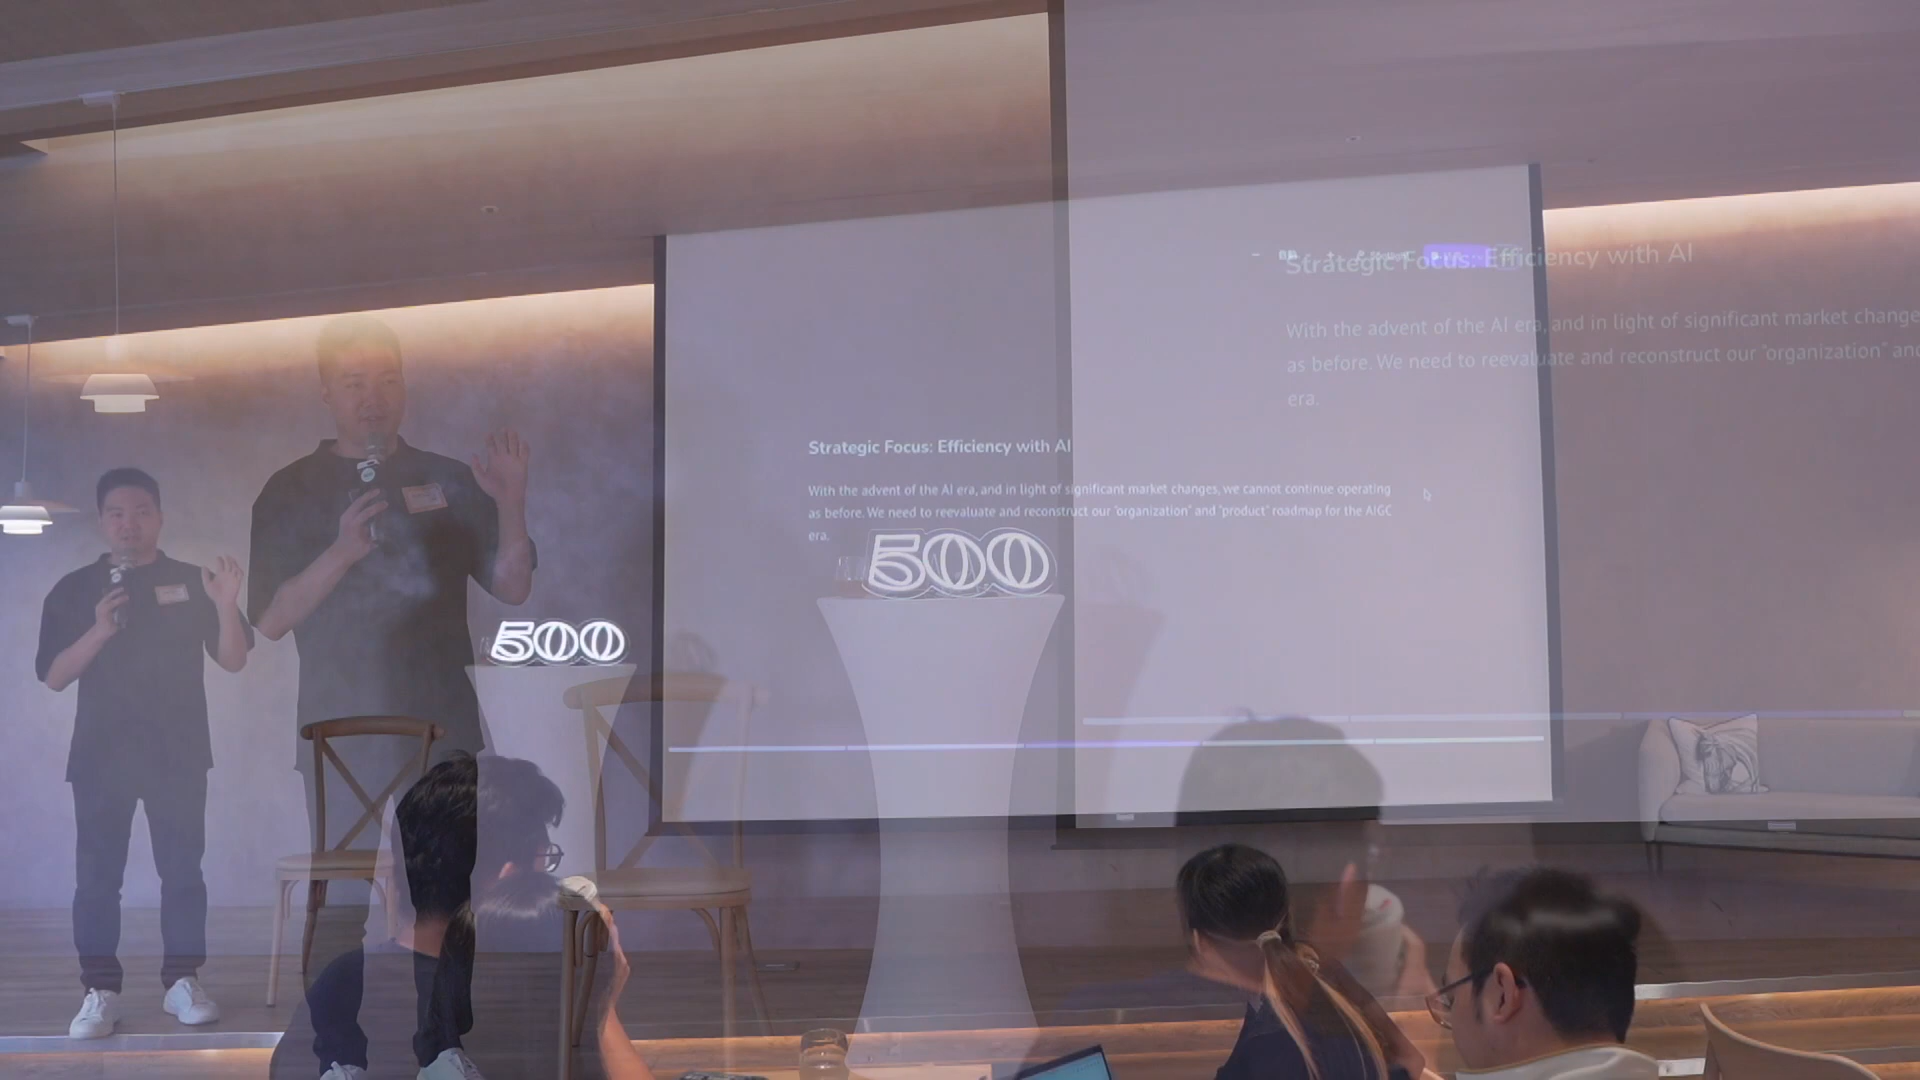 Strategic Focus: Efficiency with AI
With the advent of the AI era, and in light of significant market changes, we cannot continue operating
as before. We need to reevaluate and reconstruct our "organization" and "product" roadmap for the AIGC
era.
500
500
Strategic Focus: Efficiency with AI
With the advent of the AI era, and in light of significant market change
as before. We need to reevaluate and reconstruct our "organization" and
era.